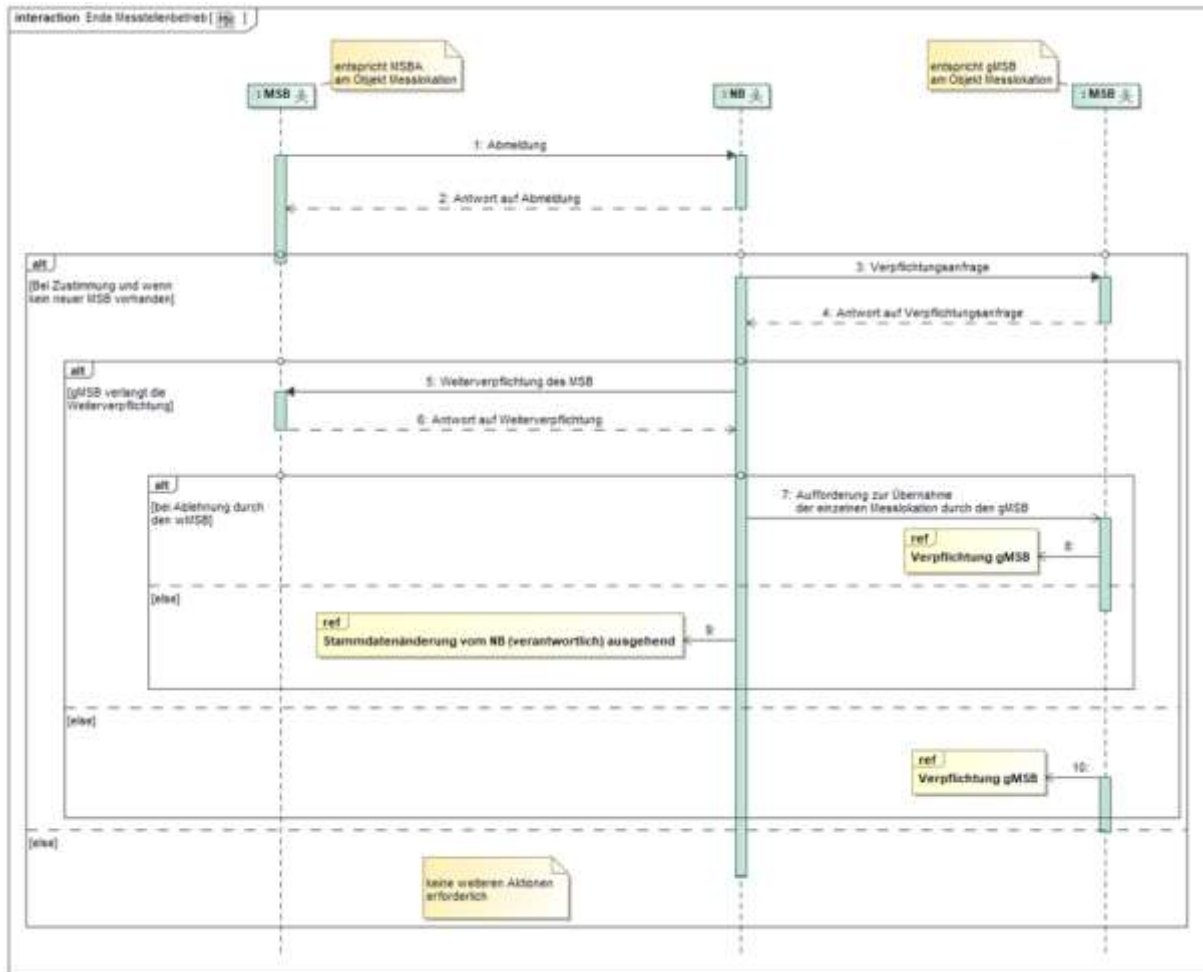 interaction Ende Messtellenbetrieb [ ]
entspricht MSBA
am Objekt Messlokation
entspricht gMSB
am Objekt Messlokation
: MSB
: NB
: MSB
1: Abmeldung
2: Antwort auf Abmeldung
alt
[Bei Zustimmung und wenn
kein neuer MSB vorhanden]
3: Verpflichtungsanfrage
4: Antwort auf Verpflichtungsanfrage
alt
[gMSB verlangt die
Weiterverpflichtung]
5: Weiterverpflichtung des MSB
6: Antwort auf Weiterverpflichtung
alt
[bei Ablehnung durch
den wMSB]
7: Aufforderung zur Übernahme
der einzelnen Messlokation durch den gMSB
ref
Verpflichtung gMSB
8:
[else]
ref
Stammdatenänderung vom NB (verantwortlich) ausgehend
9:
[else]
ref
Verpflichtung gMSB
10:
[else]
keine weiteren Aktionen
erforderlich